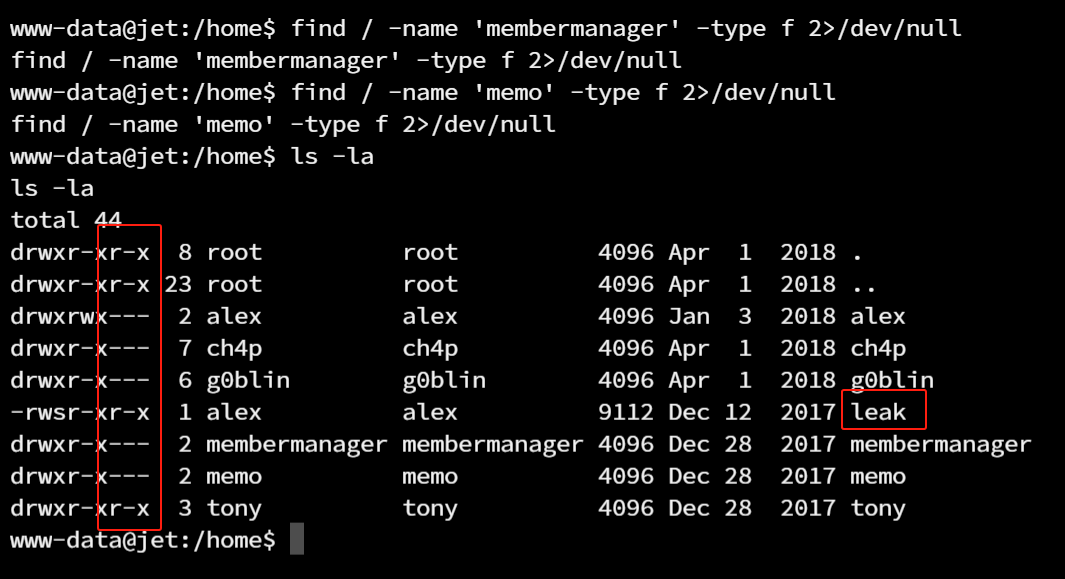 www-data@jet:/home$ find / -name 'membermanager' -type f 2>/dev/null
find / -name 'membermanager' -type f 2>/dev/null
www-data@jet:/home$ find / -name 'memo' -type f 2>/dev/null
find / -name 'memo' -type f 2>/dev/null
www-data@jet:/home$ ls -la
ls -la
total 44
drwxr-xr-x  8 root          root          4096 Apr  1  2018 .
drwxr-xr-x 23 root          root          4096 Apr  1  2018 ..
drwxrwx---  2 alex          alex          4096 Jan  3  2018 alex
drwxr-x---  7 ch4p          ch4p          4096 Apr  1  2018 ch4p
drwxr-x---  6 g0blin        g0blin        4096 Apr  1  2018 g0blin
-rwsr-xr-x  1 alex          alex          9112 Dec 12  2017 leak
drwxr-x---  2 membermanager membermanager 4096 Dec 28  2017 membermanager
drwxr-x---  2 memo          memo          4096 Dec 28  2017 memo
drwxr-xr-x  3 tony          tony          4096 Dec 28  2017 tony
www-data@jet:/home$